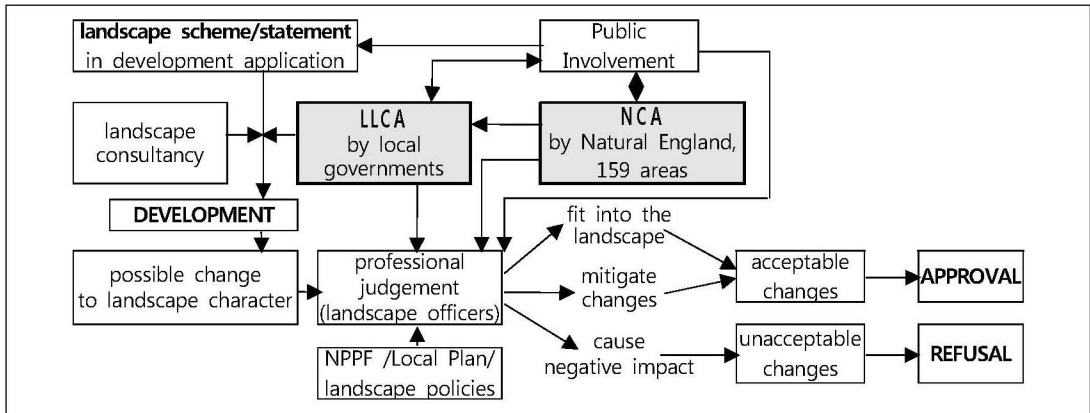 landscape scheme/statement
in development application
Public
Involvement
landscape
consultancy
LLCA
by local
governments
NCA
by Natural England,
159 areas
DEVELOPMENT
possible change
to landscape character
professional
judgement
(landscape officers)
fit into the
landscape
mitigate
changes
cause
negative impact
acceptable
changes
APPROVAL
unacceptable
changes
REFUSAL
NPPF /Local Plan/
landscape policies